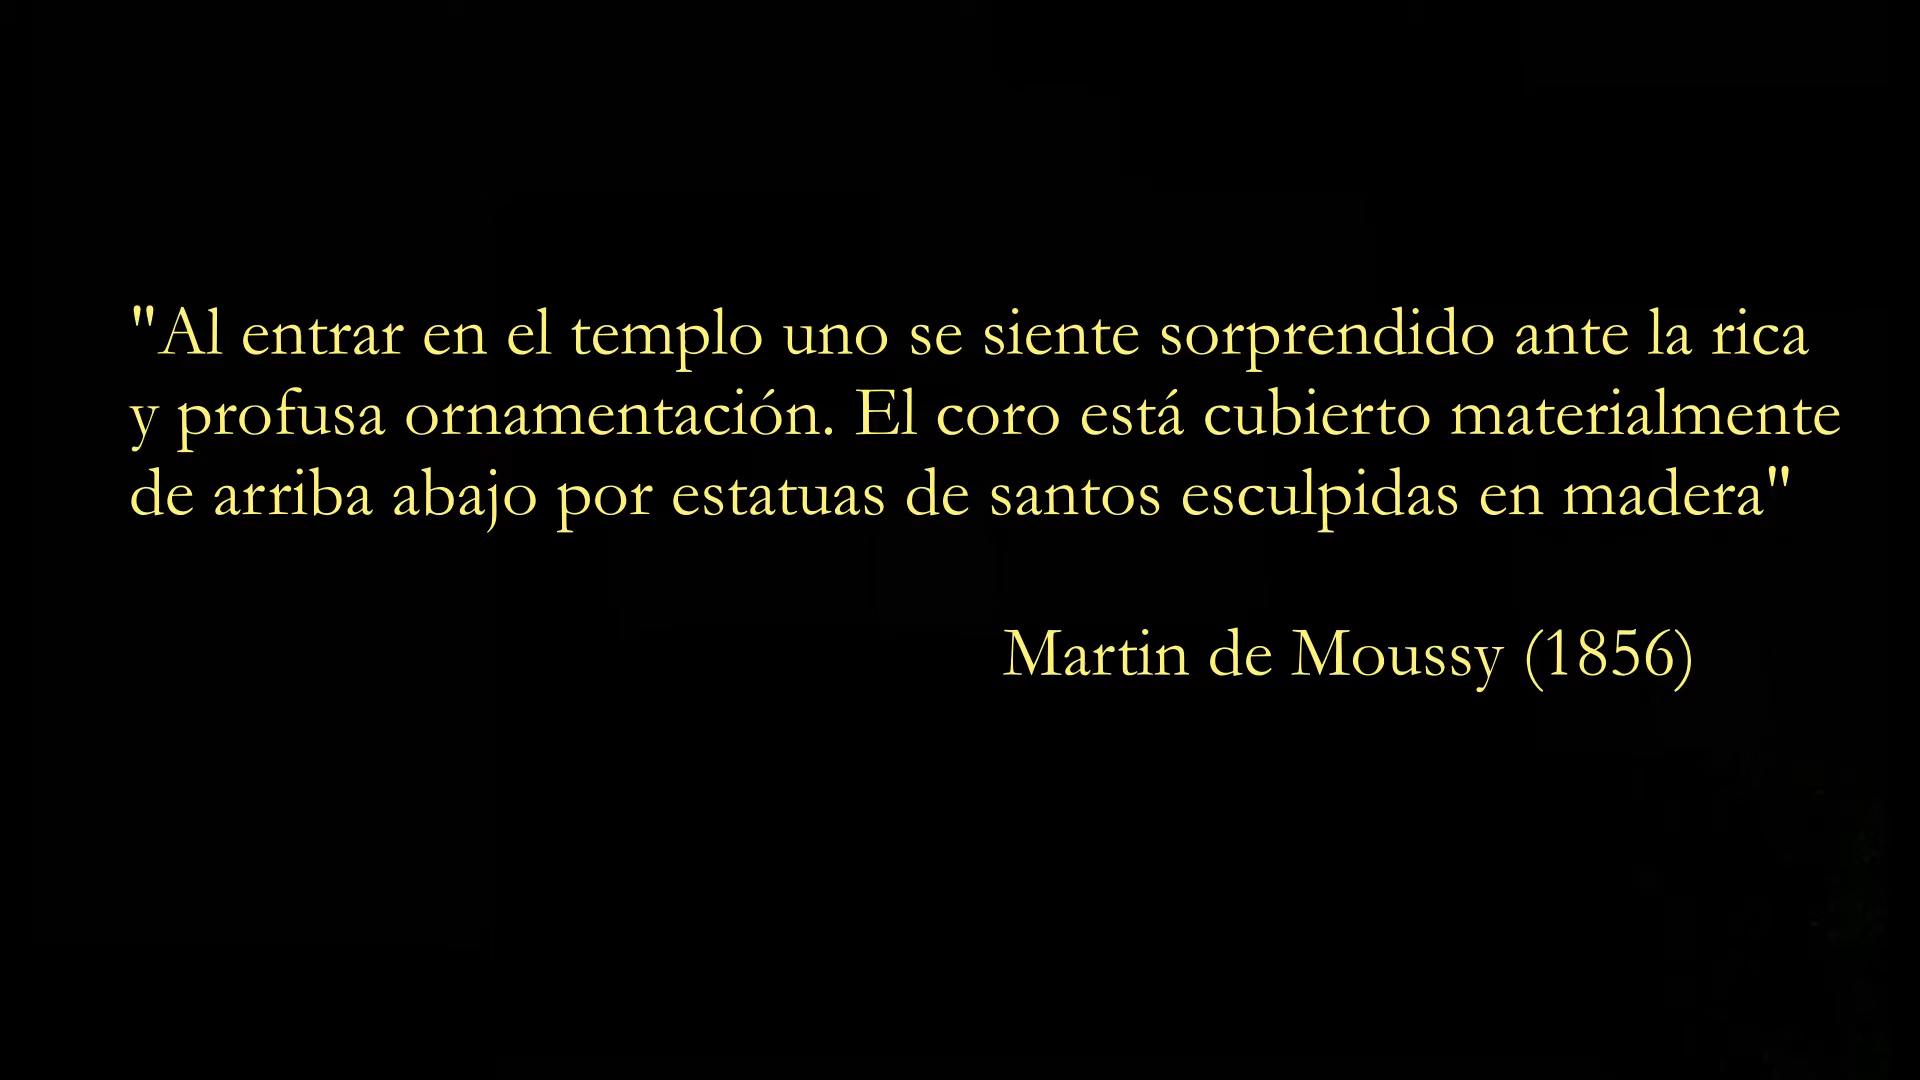 "Al entrar en el templo uno se siente sorprendido ante la rica
y profusa ornamentación. El coro está cubierto materialmente
de arriba abajo por estatuas de santos esculpidas en madera"
Martin de Moussy (1856)